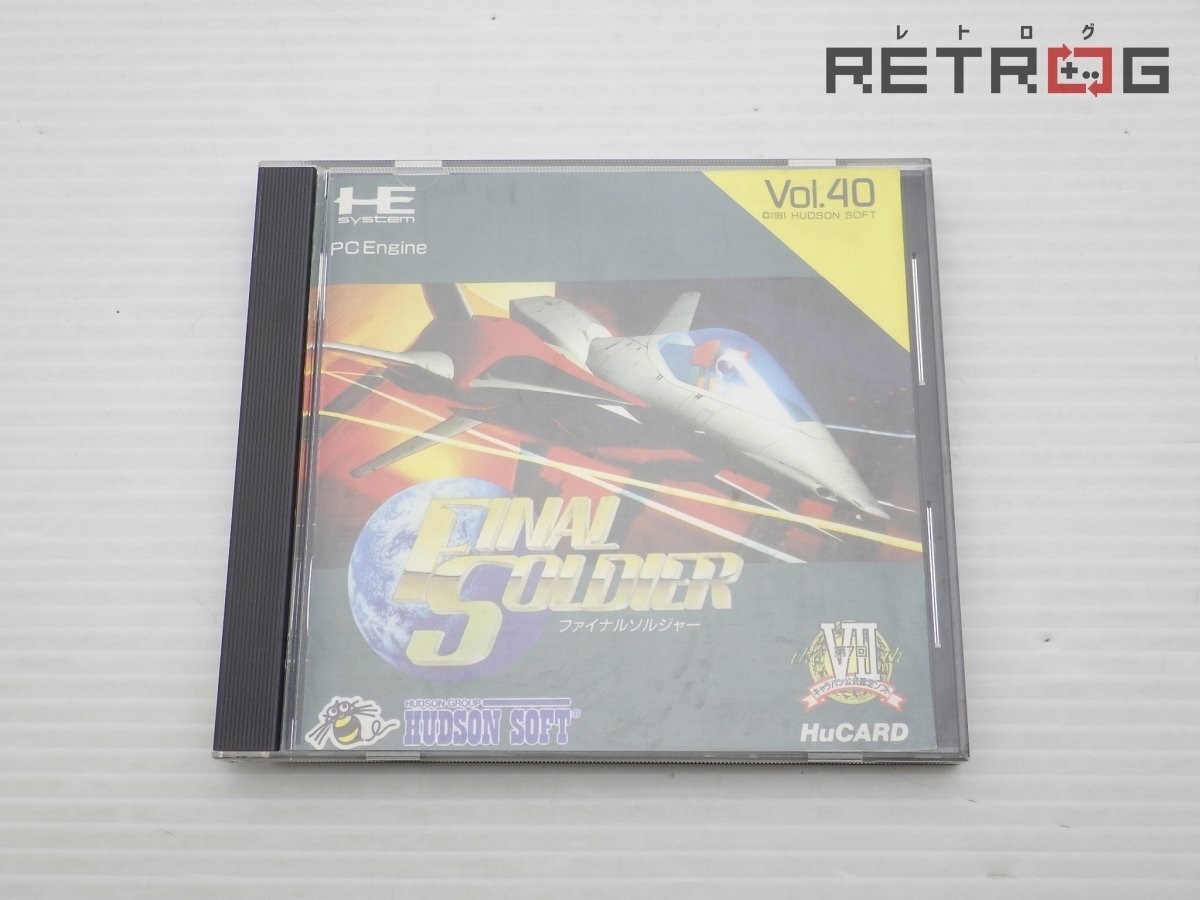 レトログ
RETROG
HE
system
PC Engine
Vol.40
©1991 HUDSON SOFT
FINAL
SOLDIER
ファイナルソルジャー
VII
第7回
キャラバン公式認定ソフト
HUDSON GROUP
HUDSON SOFT®
HuCARD